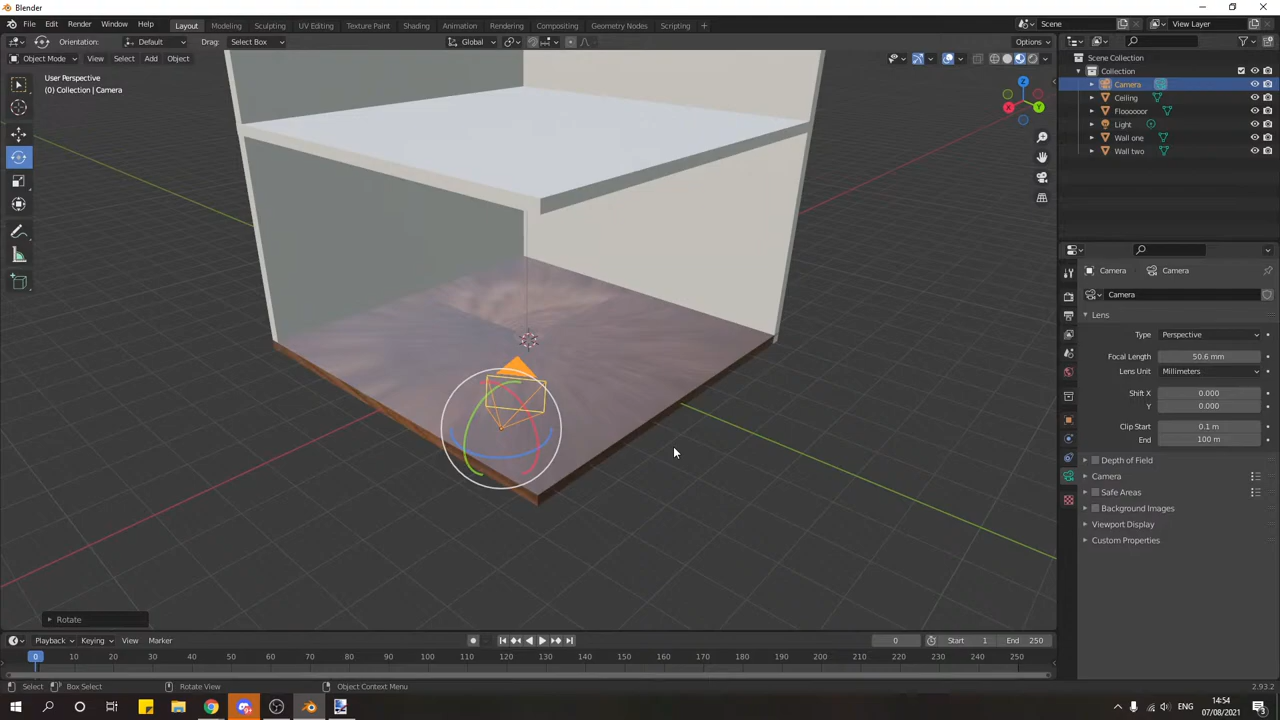 Blender
File Edit Render Window Help Layout Modeling Sculpting UV Editing Texture Paint Shading Animation Rendering Compositing Geometry Nodes Scripting + Scene View Layer
Orientation: Default Drag: Select Box Global Options
Object Mode View Select Add Object
User Perspective
(0) Collection | Camera
Z
X
Y
Scene Collection
Collection
Camera
Ceiling
Floooooor
Light
Wall one
Wall two
Camera Camera
Camera
Lens
Type Perspective
Focal Length 50.6 mm
Lens Unit Millimeters
Shift X 0.000
Y 0.000
Clip Start 0.1 m
End 100 m
Depth of Field
Camera
Safe Areas
Background Images
Viewport Display
Custom Properties
Rotate
Playback Keying View Marker 0 Start 1 End 250
0 10 20 30 40 50 60 70 80 90 100 110 120 130 140 150 160 170 180 190 200 210 220 230 240 250
Select Box Select Rotate View Object Context Menu 2.93.2
ENG 14:54
07/08/2021